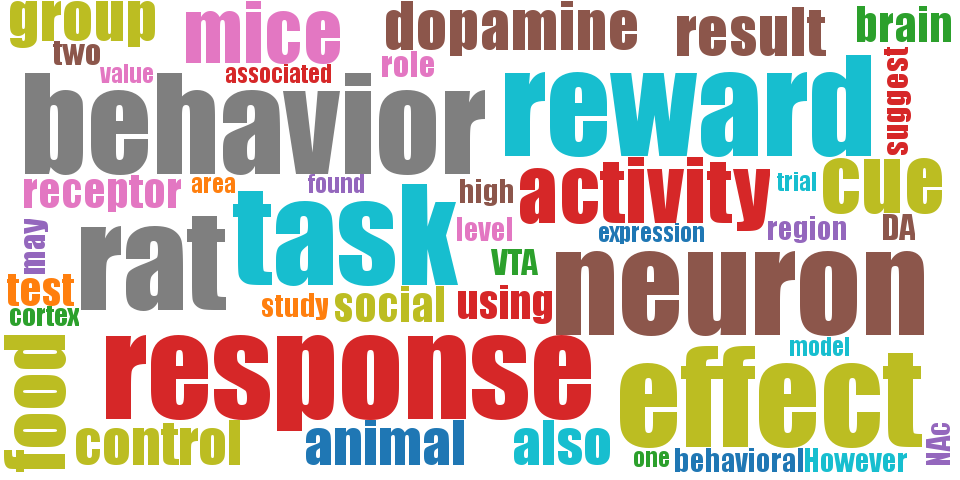 group
mice
dopamine
result
brain
two
value
associated
role
suggest
behavior
reward
receptor
area
found
high
activity
trial
cue
may
rat
task
level
expression
region
DA
VTA
neuron
test
cortex
study
social
using
model
food
response
effect
control
animal
also
one
behavioral
However
NAc